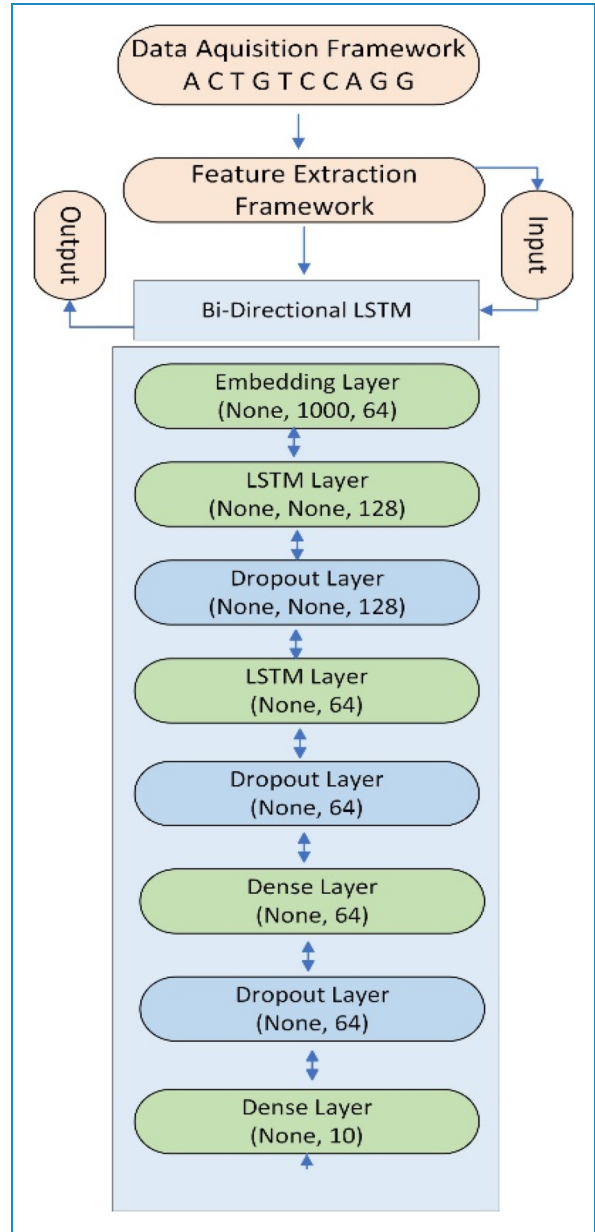 Data Aquisition Framework
A C T G T C C A G G
Feature Extraction
Framework
Output
Input
Bi-Directional LSTM
Embedding Layer
(None, 1000, 64)
LSTM Layer
(None, None, 128)
Dropout Layer
(None, None, 128)
LSTM Layer
(None, 64)
Dropout Layer
(None, 64)
Dense Layer
(None, 64)
Dropout Layer
(None, 64)
Dense Layer
(None, 10)